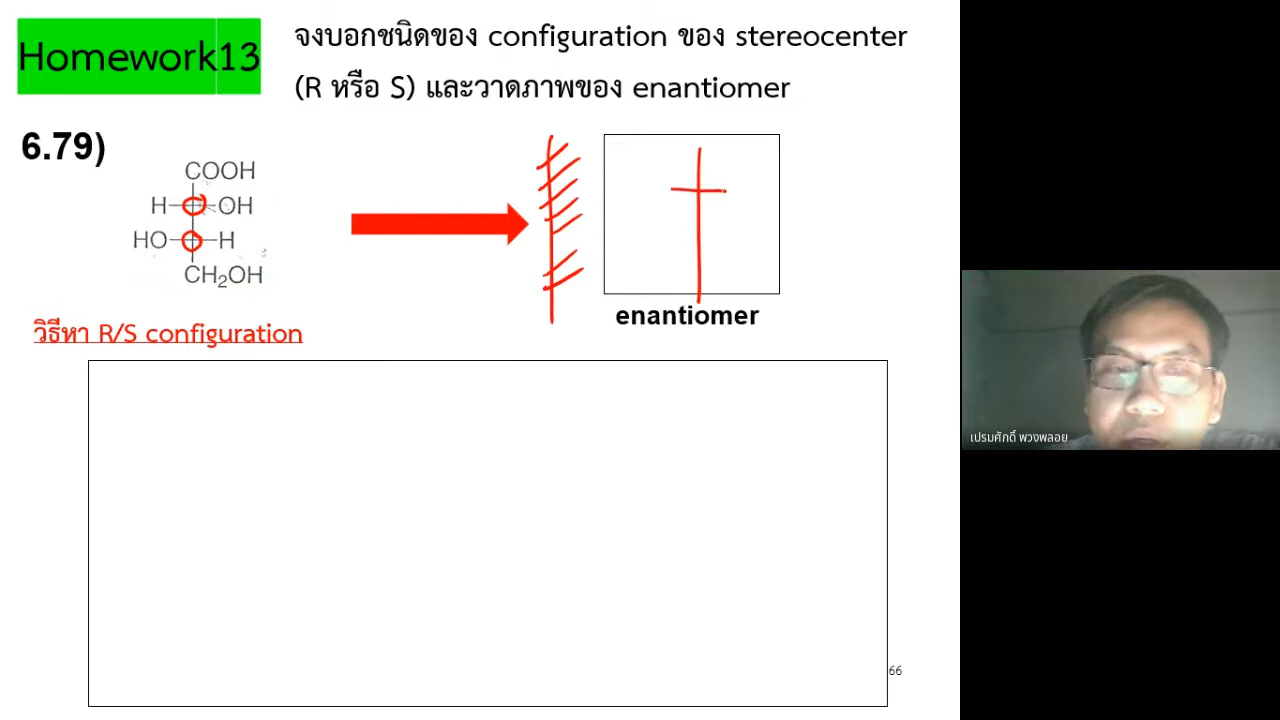 Homework13
จงบอกชนิดของ configuration ของ stereocenter
(R หรือ S) และวาดภาพของ enantiomer
6.79)
COOH
H OH
HO H
CH₂OH
enantiomer
วิธีหา R/S configuration
เปรมศักดิ์ พวงพลอย
66